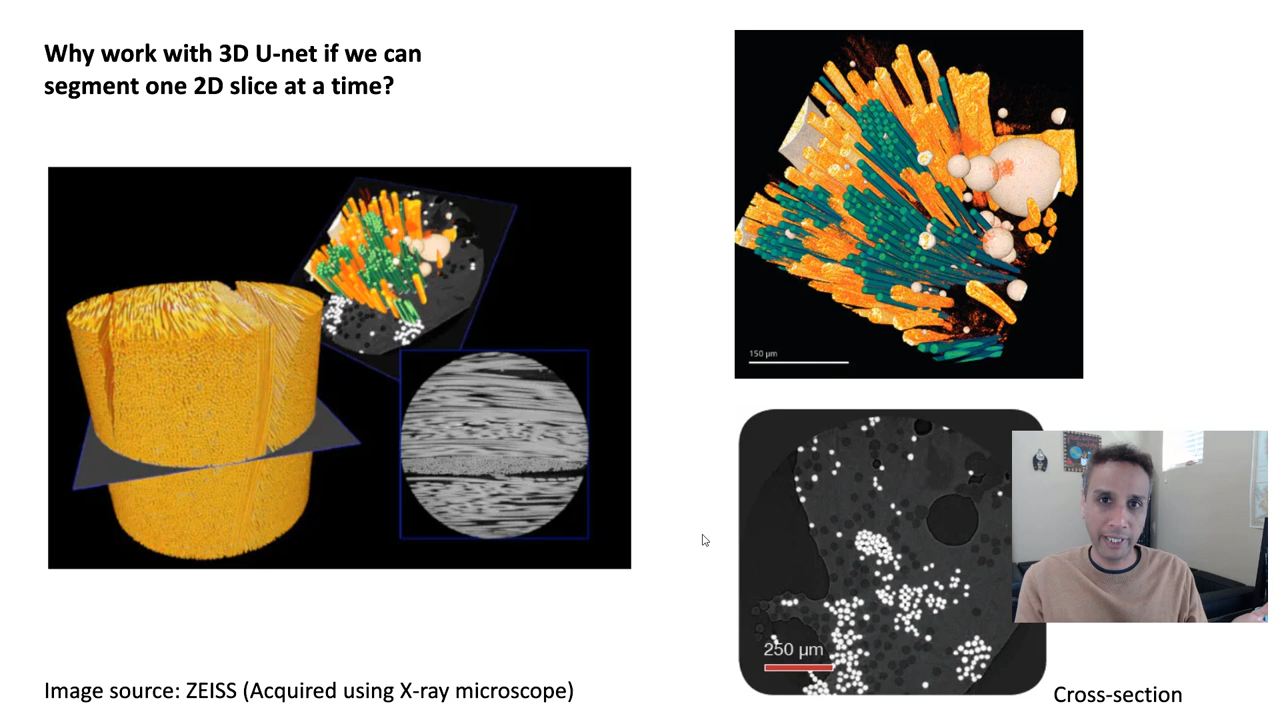 Why work with 3D U-net if we can
segment one 2D slice at a time?
150 µm
250 µm
Image source: ZEISS (Acquired using X-ray microscope)
Cross-section